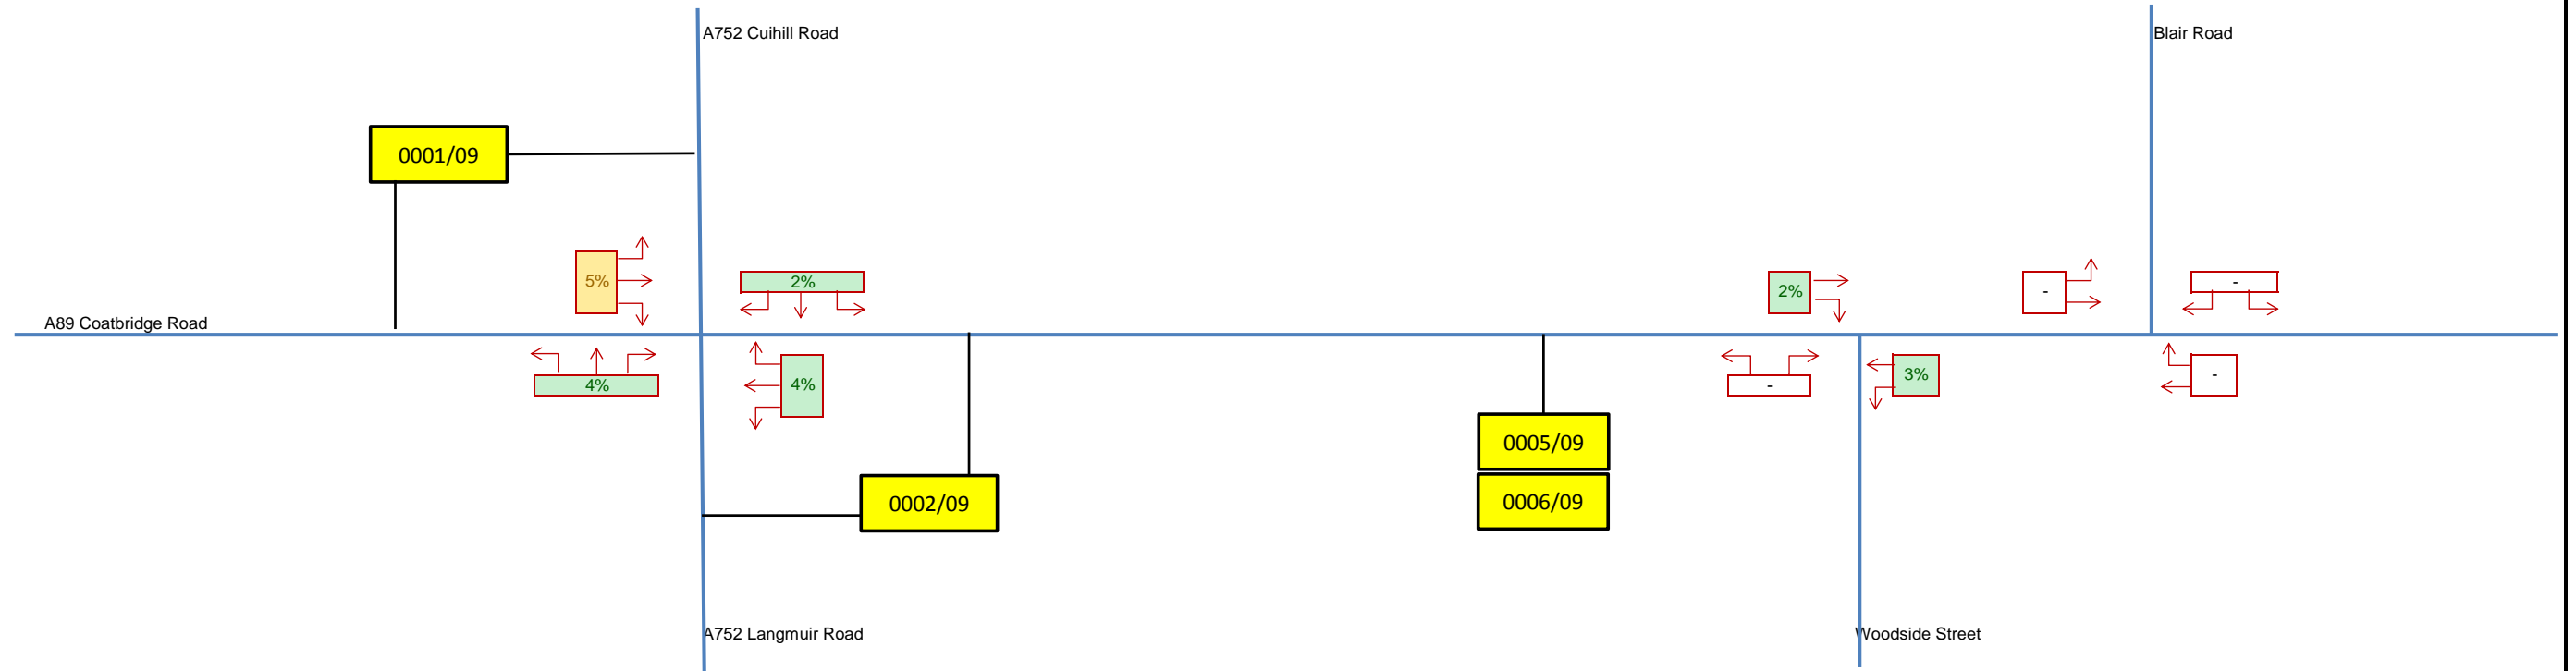 A752 Cuihill Road
Blair Road
0001/09
5%
2%
2%
-
-
A89 Coatbridge Road
4%
4%
-
3%
-
0005/09
0002/09
0006/09
A752 Langmuir Road
Woodside Street